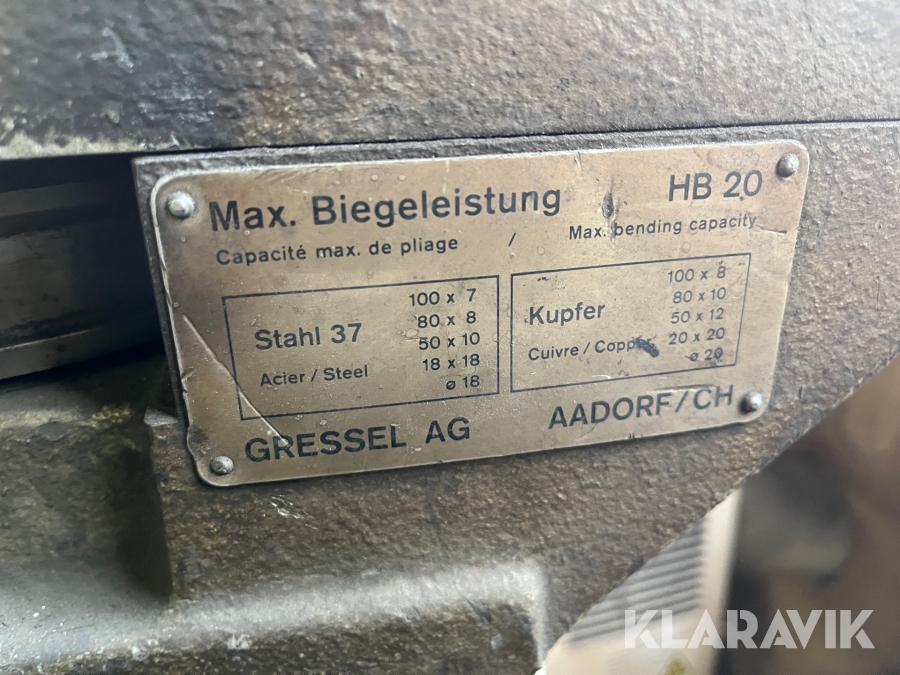 Max. Biegeleistung HB 20
Capacité max. de pliage / Max. bending capacity
Stahl 37
Acier / Steel
100 x 7
80 x 8
50 x 10
18 x 18
ø 18
Kupfer
Cuivre / Copper
100 x 8
80 x 10
50 x 12
20 x 20
ø 20
GRESSEL AG AADORF/CH
KLARAVIK